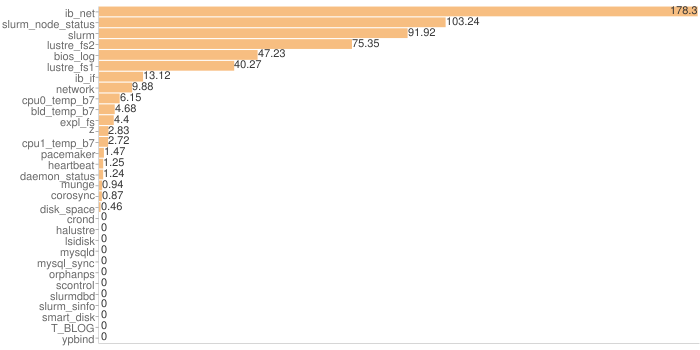 ib_net 178.3
slurm_node_status 103.24
slurm 91.92
lustre_fs2 75.35
bios_log 47.23
lustre_fs1 40.27
ib_if 13.12
network 9.88
cpu0_temp_b7 6.15
bld_temp_b7 4.68
expl_fs 4.4
z 2.83
cpu1_temp_b7 2.72
pacemaker 1.47
heartbeat 1.25
daemon_status 1.24
munge 0.94
corosync 0.87
disk_space 0.46
crond 0
halustre 0
lsidisk 0
mysqld 0
mysql_sync 0
orphanps 0
scontrol 0
slurmdbd 0
slurm_sinfo 0
smart_disk 0
T_BLOG 0
ypbind 0